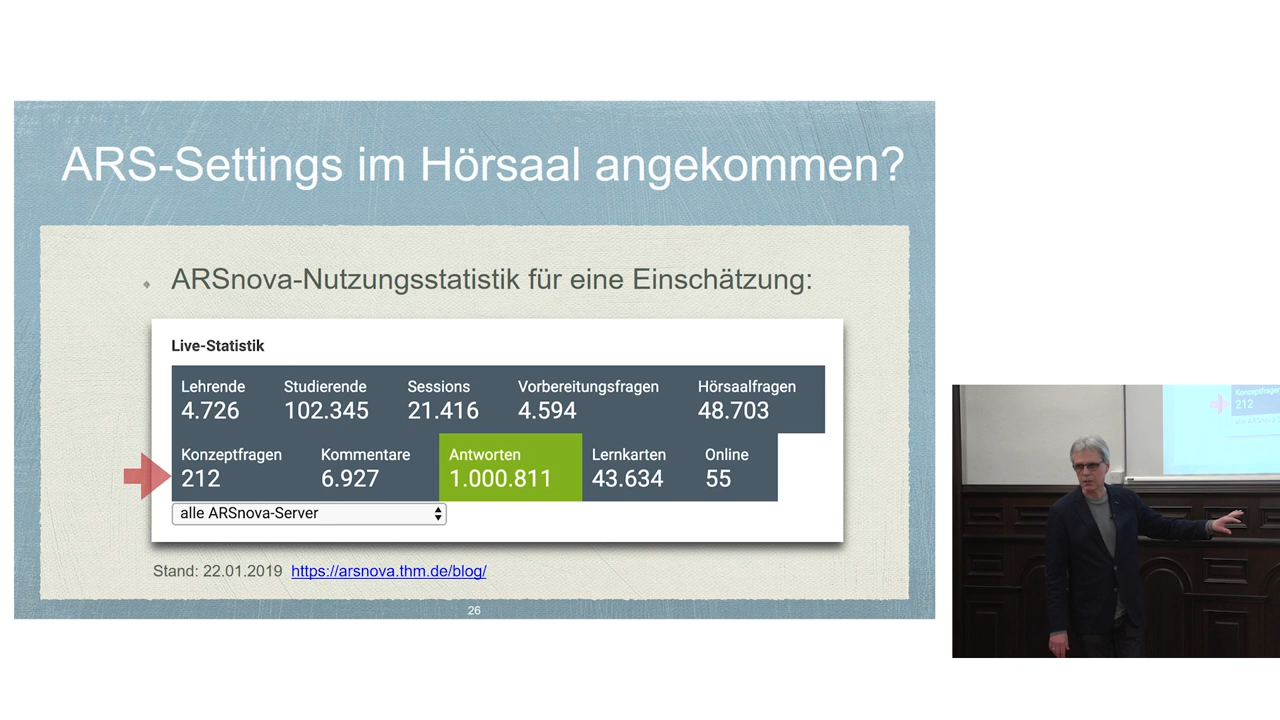 ARS-Settings im Hörsaal angekommen?
ARSnova-Nutzungsstatistik für eine Einschätzung:
Live-Statistik
Lehrende Studierende Sessions Vorbereitungsfragen Hörsaalfragen
4.726 102.345 21.416 4.594 48.703
Konzeptfragen Kommentare Antworten Lernkarten Online
212 6.927 1.000.811 43.634 55
alle ARSnova-Server
Stand: 22.01.2019 https://arsnova.thm.de/blog/
26
Konzeptfragen
212